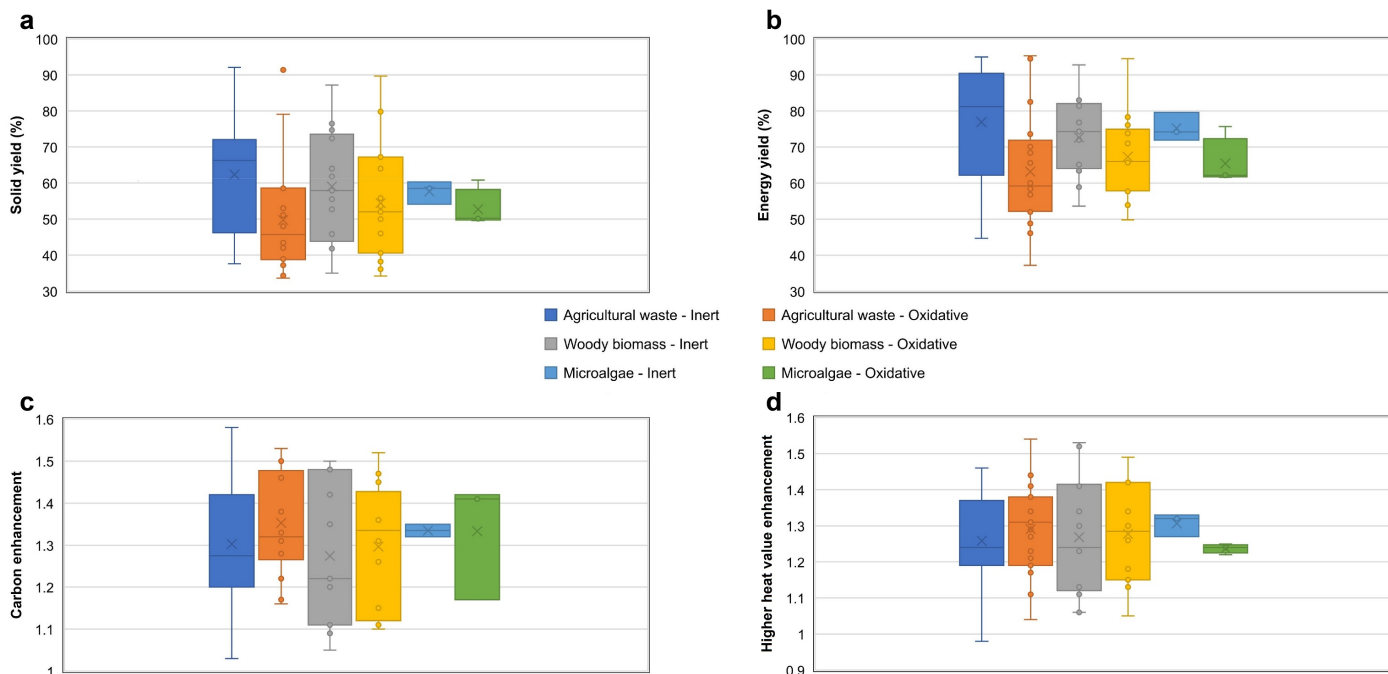 a
100
90
80
70
60
50
40
30
Solid yield (%)
b
100
90
80
70
60
50
40
30
Energy yield (%)
Agricultural waste - Inert
Agricultural waste - Oxidative
Woody biomass - Inert
Woody biomass - Oxidative
Microalgae - Inert
Microalgae - Oxidative
c
1.6
1.5
1.4
1.3
1.2
1.1
1
Carbon enhancement
d
1.6
1.5
1.4
1.3
1.2
1.1
1
0.9
Higher heat value enhancement